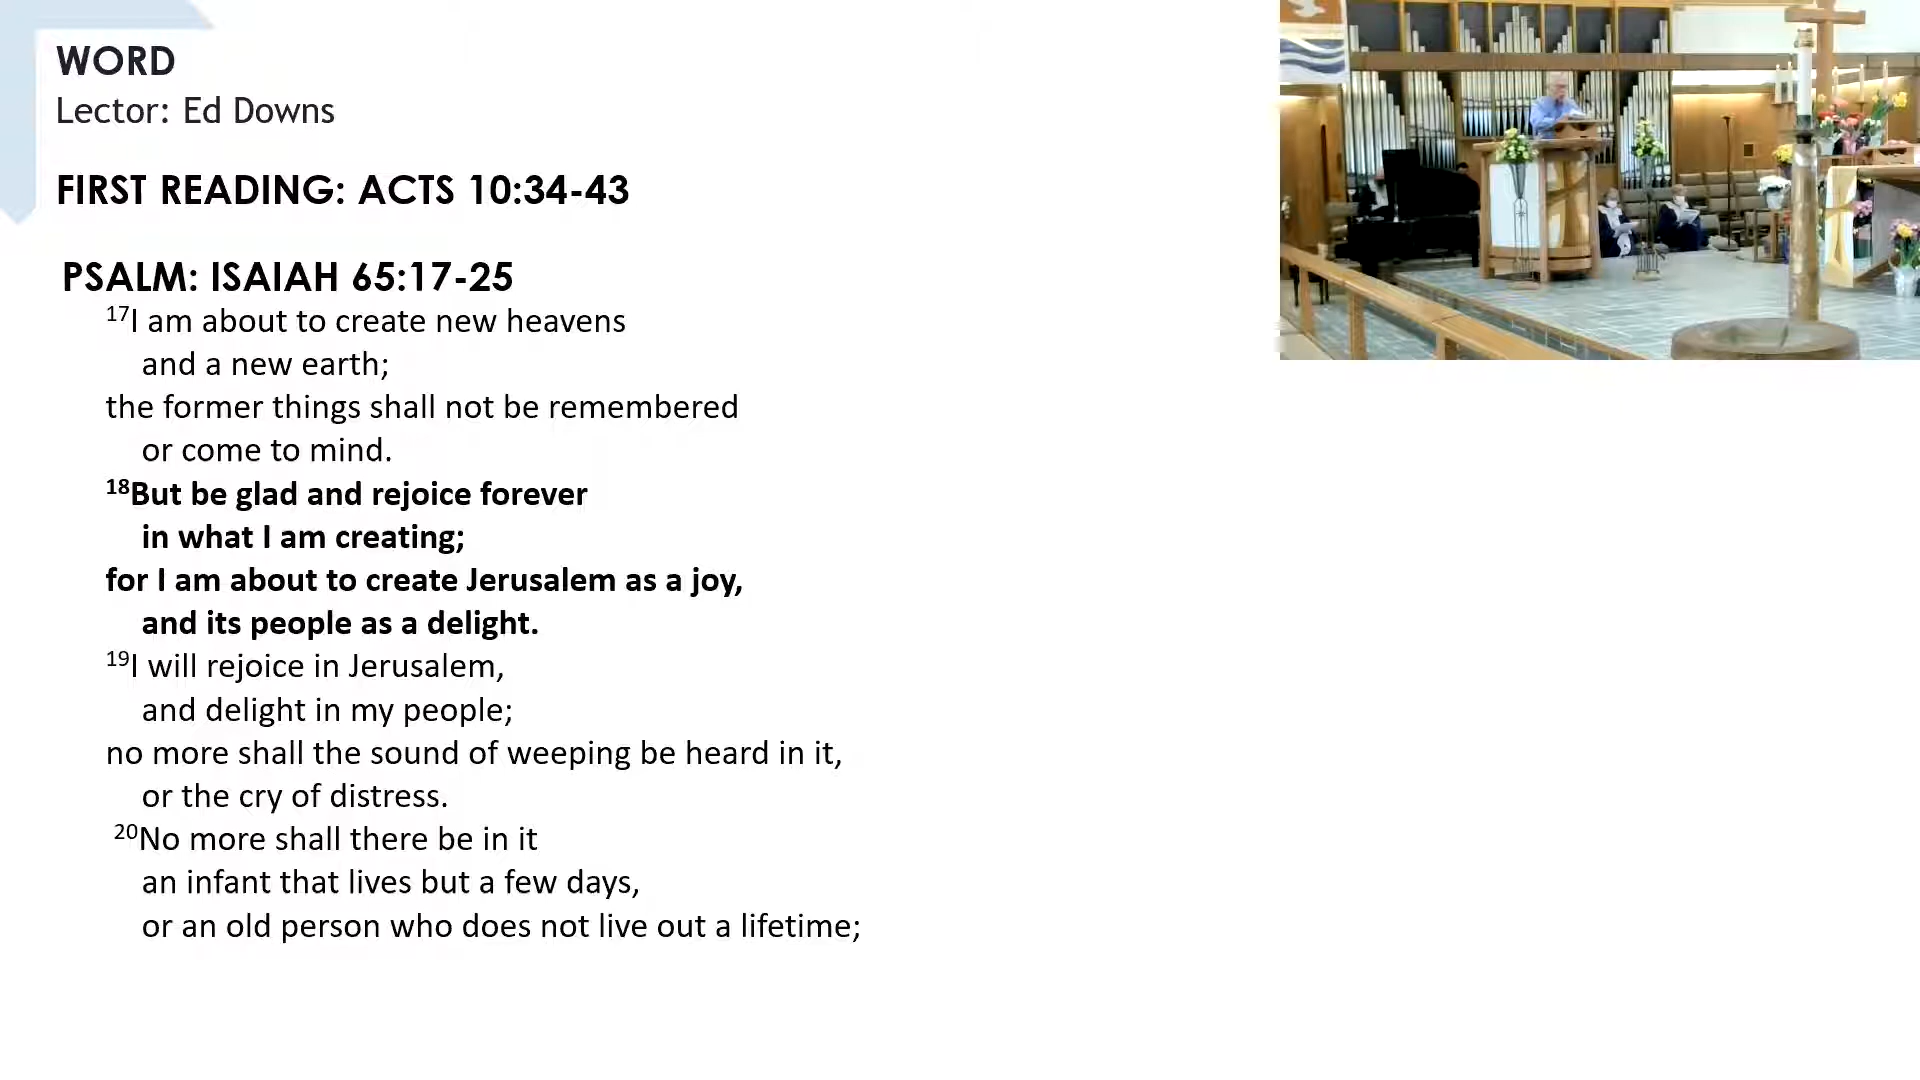 WORD
Lector: Ed Downs
FIRST READING: ACTS 10:34-43
PSALM: ISAIAH 65:17-25
17I am about to create new heavens
and a new earth;
the former things shall not be remembered
or come to mind.
18But be glad and rejoice forever
in what I am creating;
for I am about to create Jerusalem as a joy,
and its people as a delight.
19I will rejoice in Jerusalem,
and delight in my people;
no more shall the sound of weeping be heard in it,
or the cry of distress.
20No more shall there be in it
an infant that lives but a few days,
or an old person who does not live out a lifetime;